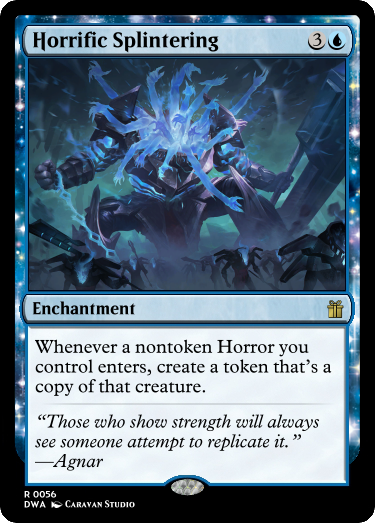 Horrific Splintering 3
Enchantment
Whenever a nontoken Horror you
control enters, create a token that's a
copy of that creature.
“Those who show strength will always
see someone attempt to replicate it.”
—Agnar
R 0056
DWA Caravan Studio